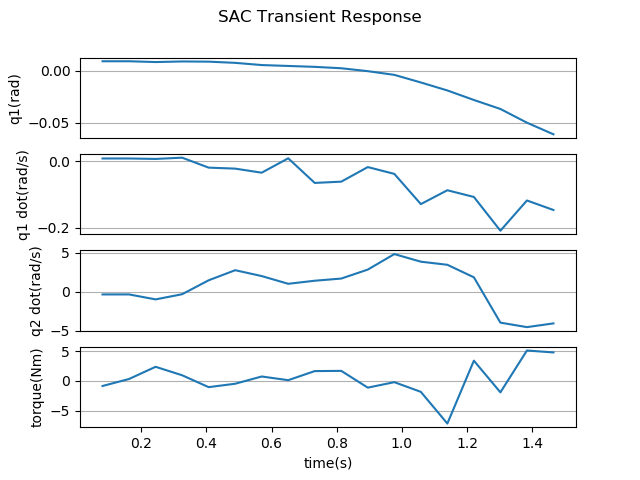 SAC Transient Response
q1(rad)
0.00
−0.05
q1 dot(rad/s)
0.0
−0.2
q2 dot(rad/s)
5
0
−5
torque(Nm)
5
0
−5
0.2 0.4 0.6 0.8 1.0 1.2 1.4
time(s)